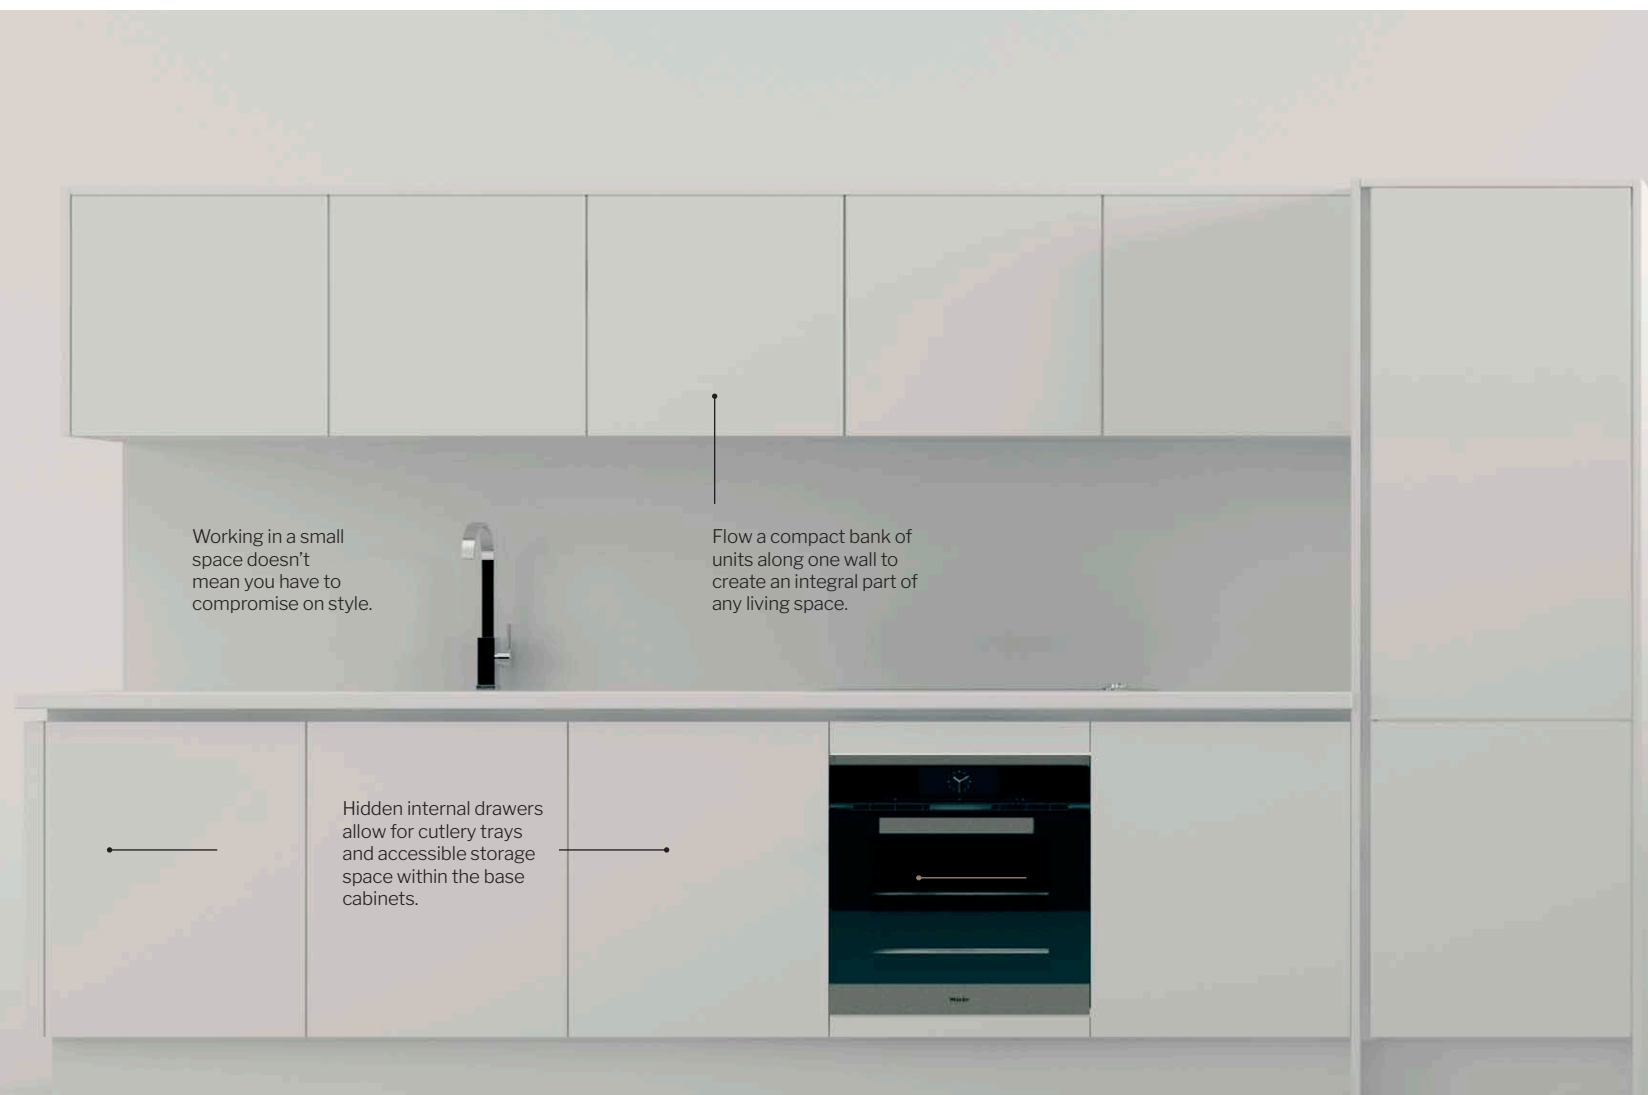 Working in a small
space doesn't
mean you have to
compromise on style.
Flow a compact bank of
units along one wall to
create an integral part of
any living space.
Hidden internal drawers
allow for cutlery trays
and accessible storage
space within the base
cabinets.
Miele